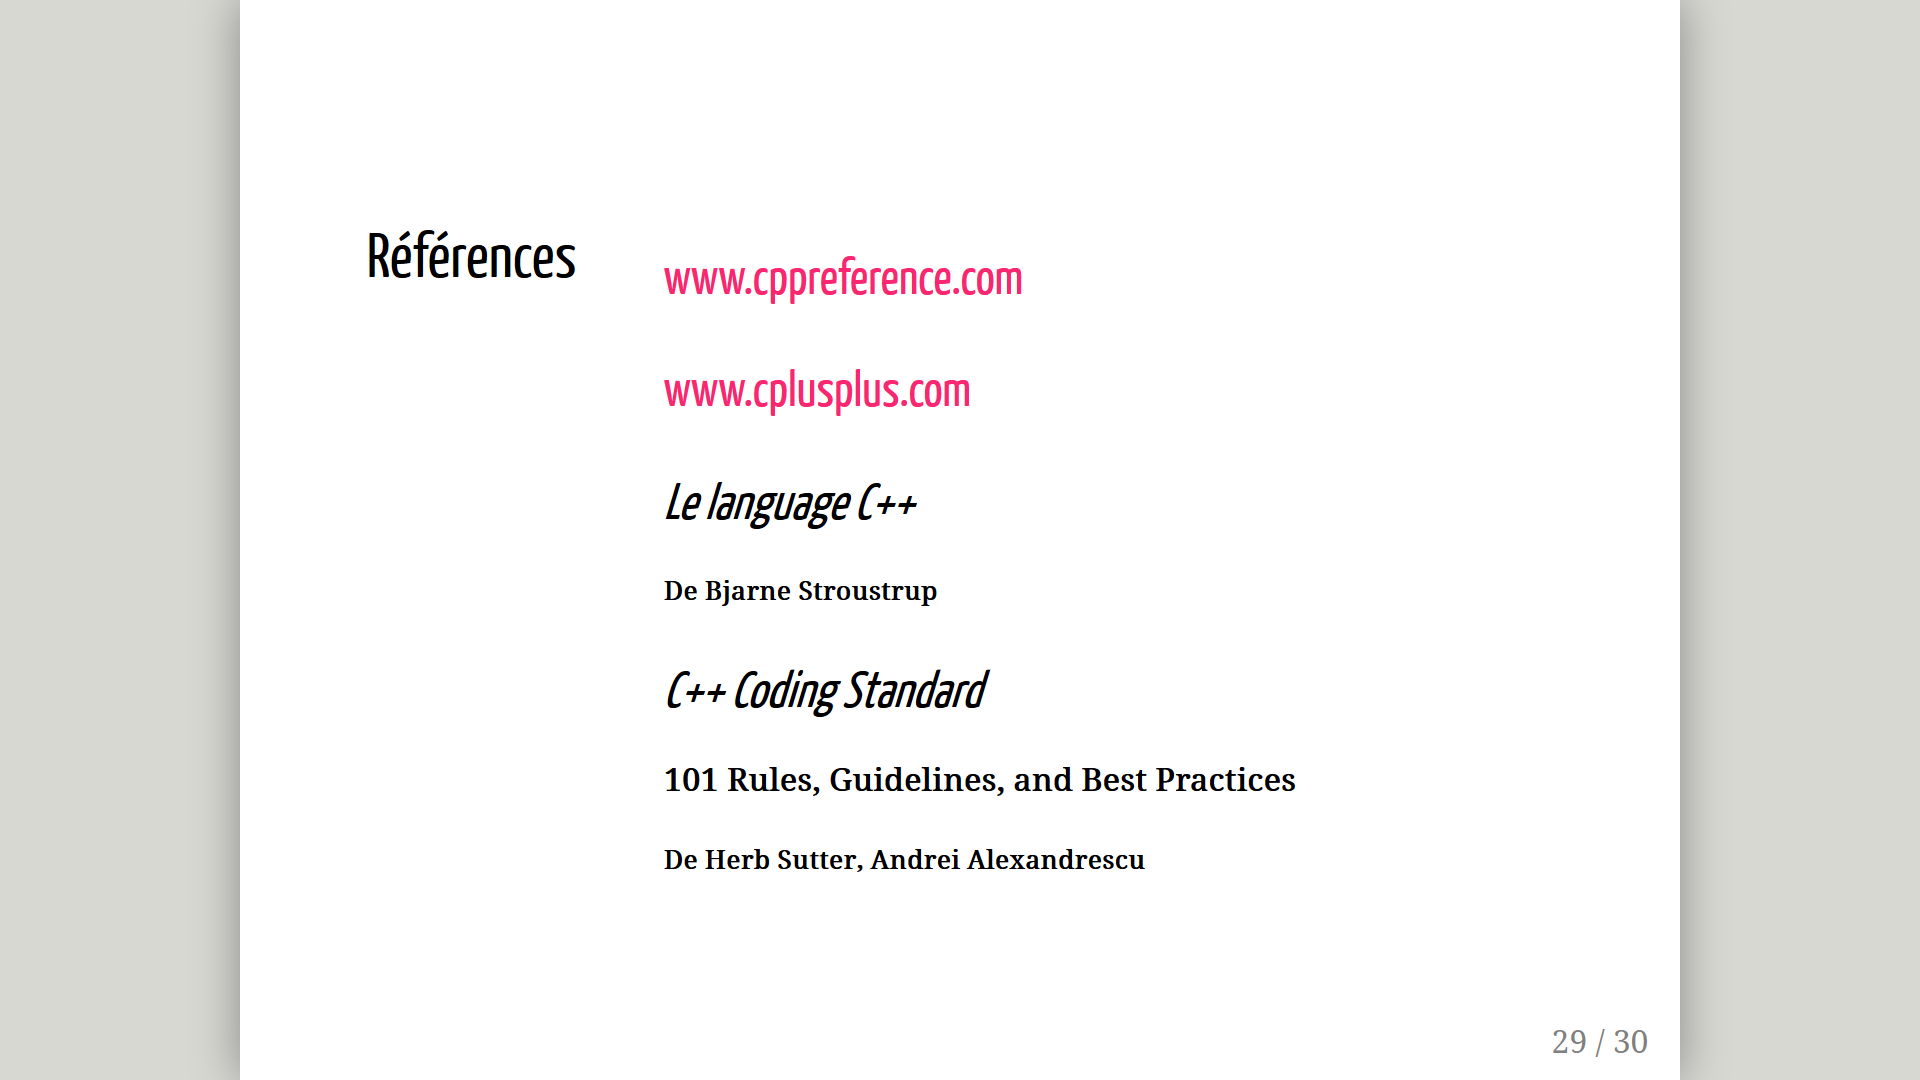 Références
www.cppreference.com
www.cplusplus.com
Le language C++
De Bjarne Stroustrup
C++ Coding Standard
101 Rules, Guidelines, and Best Practices
De Herb Sutter, Andrei Alexandrescu
29 / 30